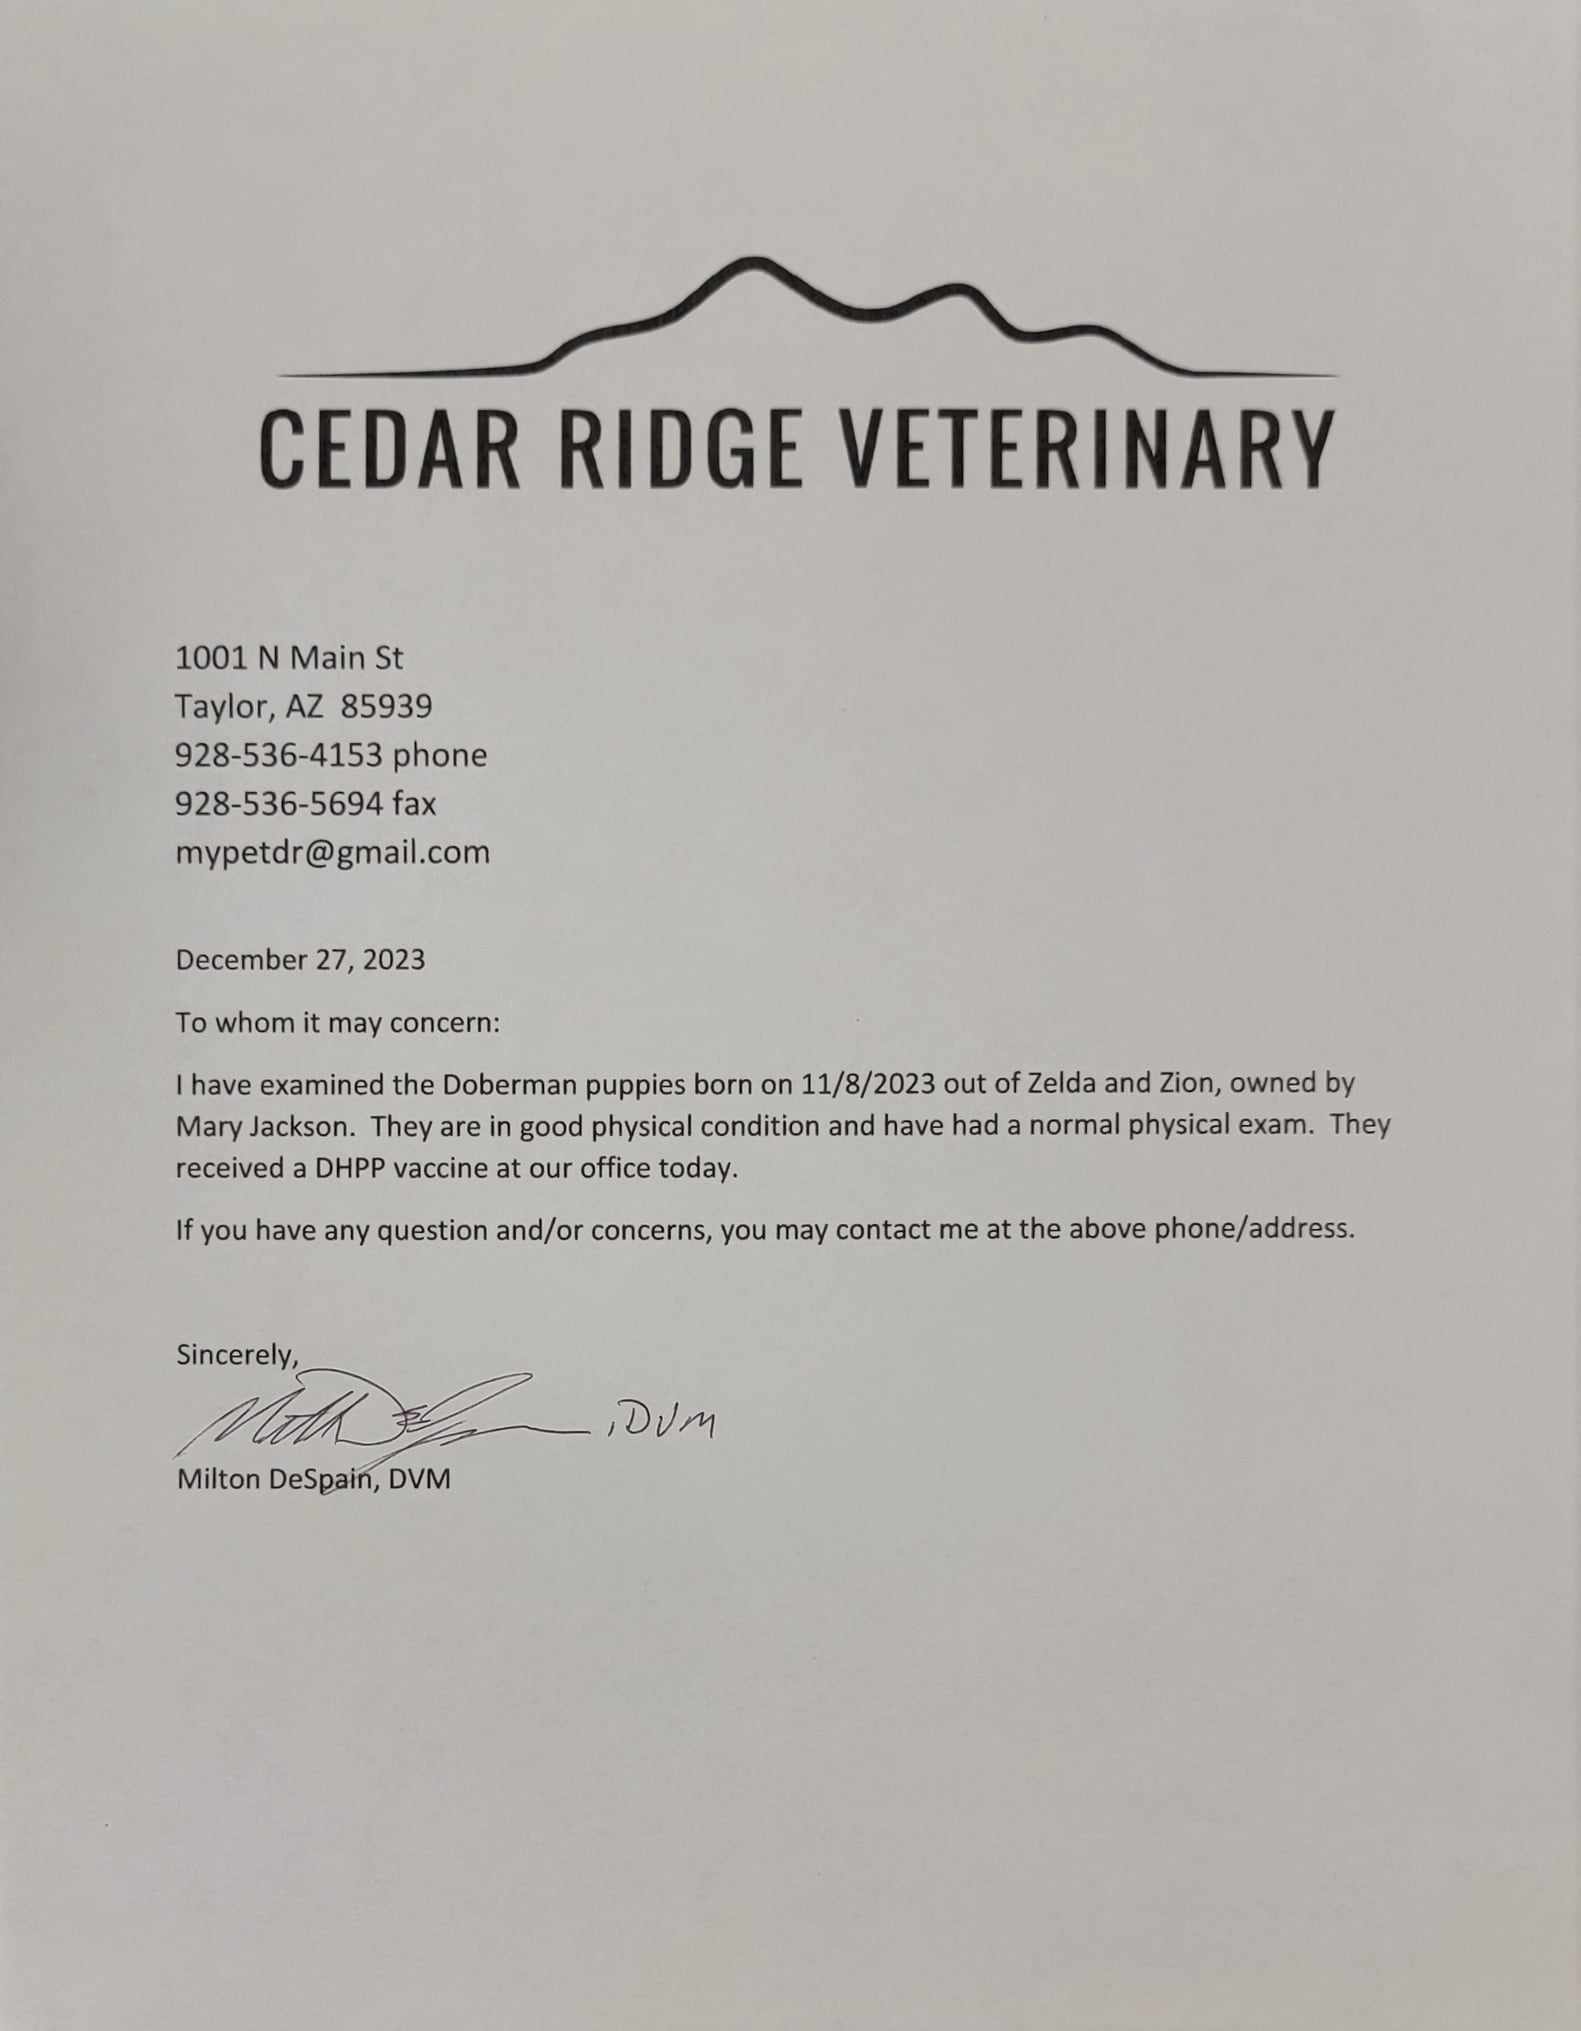 CEDAR RIDGE VETERINARY
1001 N Main St
Taylor, AZ  85939
928-536-4153 phone
928-536-5694 fax
mypetdr@gmail.com
December 27, 2023
To whom it may concern:
I have examined the Doberman puppies born on 11/8/2023 out of Zelda and Zion, owned by
Mary Jackson.  They are in good physical condition and have had a normal physical exam.  They
received a DHPP vaccine at our office today.
If you have any question and/or concerns, you may contact me at the above phone/address.
Sincerely,
, DVM
Milton DeSpain, DVM